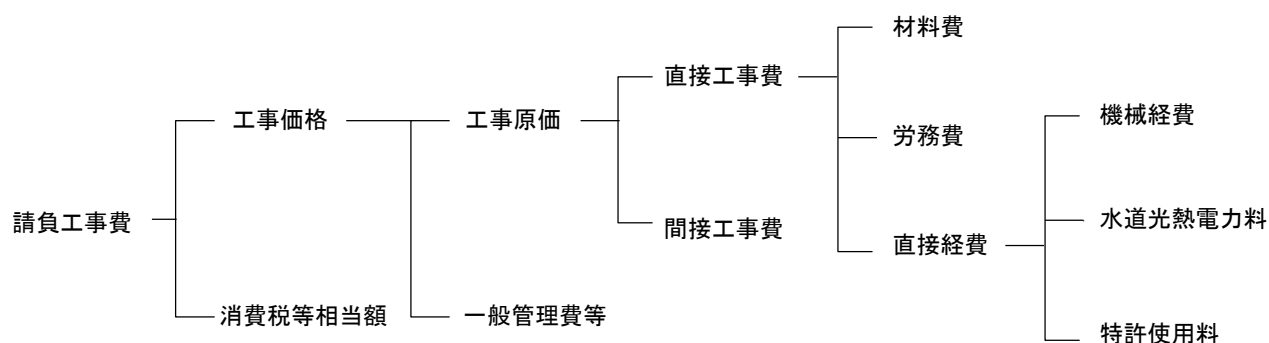 請負工事費
工事価格
消費税等相当額
工事原価
一般管理費等
直接工事費
間接工事費
材料費
労務費
直接経費
機械経費
水道光熱電力料
特許使用料